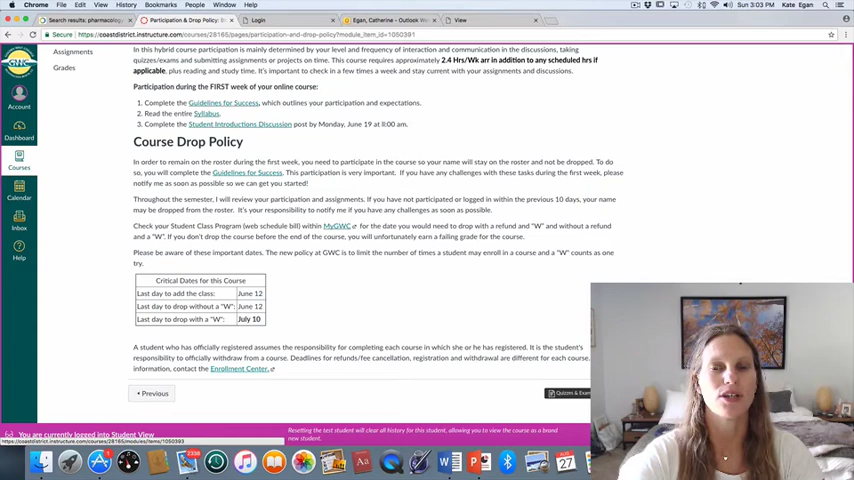 Chrome File Edit View History Bookmarks People Window Help
Sun 3:03 PM Kate Egan
Search results: pharmacolog
Participation & Drop Policy: B
Login
Egan, Catherine - Outlook We
View
Secure https://coastdistrict.instructure.com/courses/28165/pages/participation-and-drop-policy?module_item_id=1050391
GWC
Account
Dashboard
Courses
Calendar
Inbox
Help
Assignments
Grades
In this hybrid course participation is mainly determined by your level and frequency of interaction and communication in the discussions, taking
quizzes/exams and submitting assignments or projects on time. This course requires approximately 2.4 Hrs/Wk arr in addition to any scheduled hrs if
applicable, plus reading and study time. It's important to check in a few times a week and stay current with your assignments and discussions.
Participation during the FIRST week of your online course:
1. Complete the Guidelines for Success, which outlines your participation and expectations.
2. Read the entire Syllabus.
3. Complete the Student Introductions Discussion post by Monday, June 19 at 8:00 am.
Course Drop Policy
In order to remain on the roster during the first week, you need to participate in the course so your name will stay on the roster and not be dropped. To do
so, you will complete the Guidelines for Success. This participation is very important. If you have any challenges with these tasks during the first week, please
notify me as soon as possible so we can get you started!
Throughout the semester, I will review your participation and assignments. If you have not participated or logged in within the previous 10 days, your name
may be dropped from the roster. It's your responsibility to notify me if you have any challenges as soon as possible.
Check your Student Class Program (web schedule bill) within MyGWC for the date you would need to drop with a refund and "W" and without a refund
and a "W". If you don't drop the course before the end of the course, you will unfortunately earn a failing grade for the course.
Please be aware of these important dates. The new policy at GWC is to limit the number of times a student may enroll in a course and a "W" counts as one
try.
Critical Dates for this Course
Last day to add the class: June 12
Last day to drop without a "W": June 12
Last day to drop with a "W": July 10
A student who has officially registered assumes the responsibility for completing each course in which she or he has registered. It is the student's
responsibility to officially withdraw from a course. Deadlines for refunds/fee cancellation, registration and withdrawal are different for each course.
information, contact the Enrollment Center.
Previous
Quizzes & Exam
You are currently logged into Student View
Resetting the test student will clear all history for this student, allowing you to view the course as a brand
new student.
https://coastdistrict.instructure.com/courses/28165/modules/items/1050393
2338
AUG
27